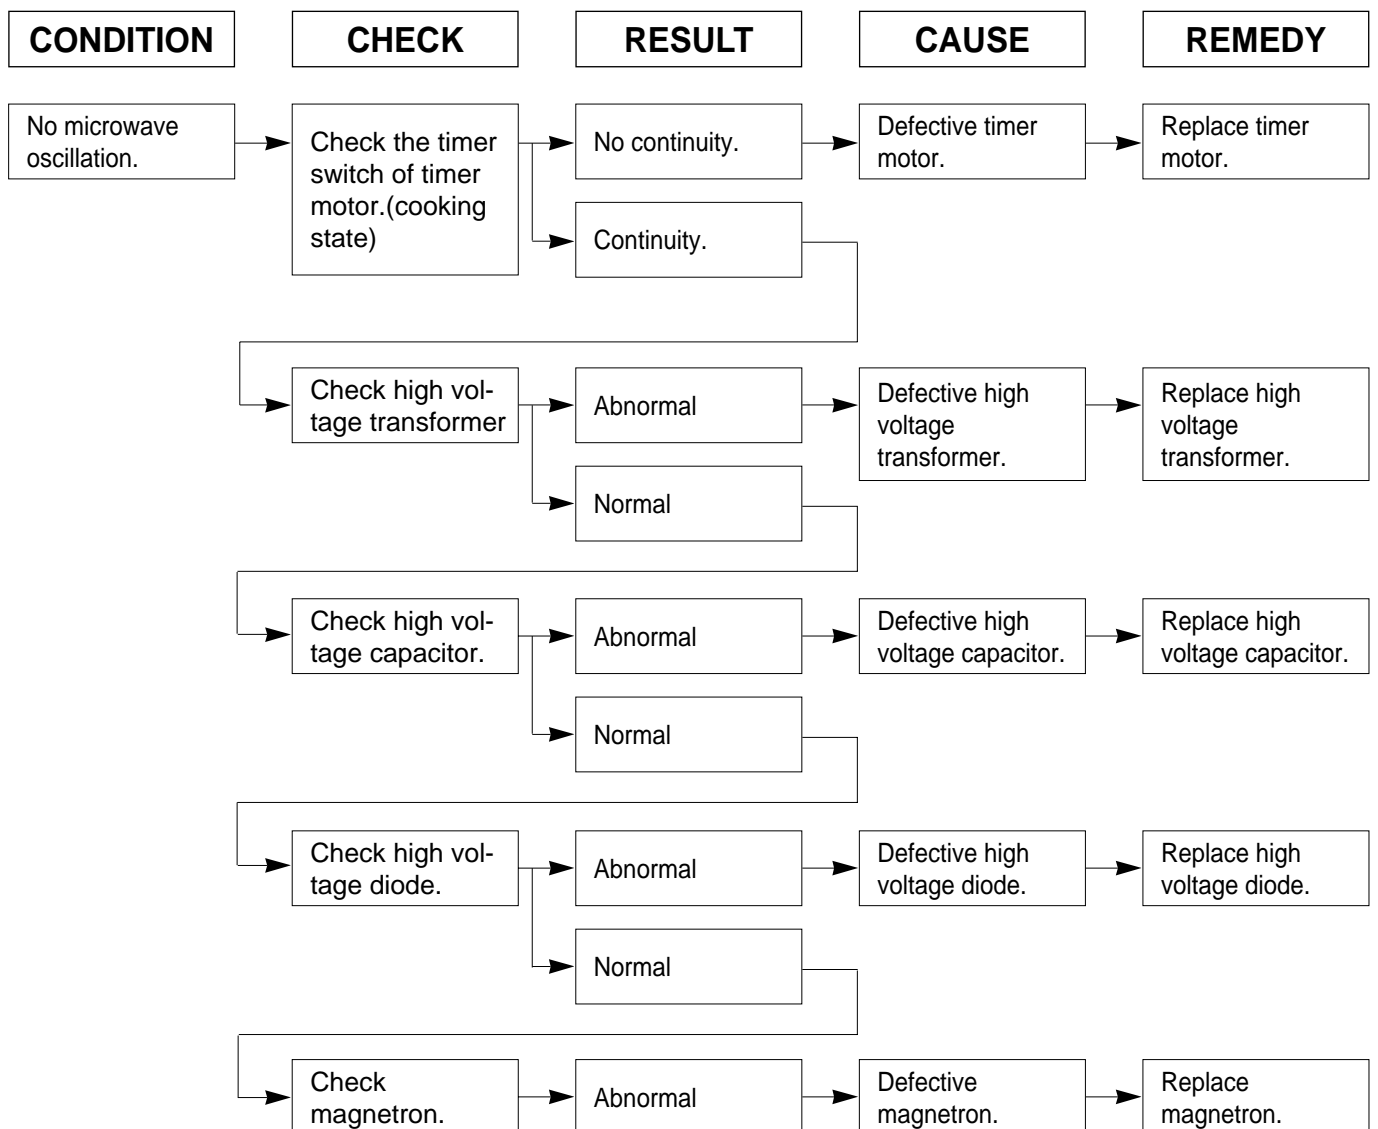 CONDITION
CHECK
RESULT
CAUSE
REMEDY
No microwave
oscillation.
Check the timer
switch of timer
motor.(cooking
state)
No continuity.
Defective timer
motor.
Replace timer
motor.
Continuity.
Check high vol-
tage transformer
Abnormal
Defective high
voltage
transformer.
Replace high
voltage
transformer.
Normal
Check high vol-
tage capacitor.
Abnormal
Defective high
voltage capacitor.
Replace high
voltage capacitor.
Normal
Check high vol-
tage diode.
Abnormal
Defective high
voltage diode.
Replace high
voltage diode.
Normal
Check
magnetron.
Abnormal
Defective
magnetron.
Replace
magnetron.